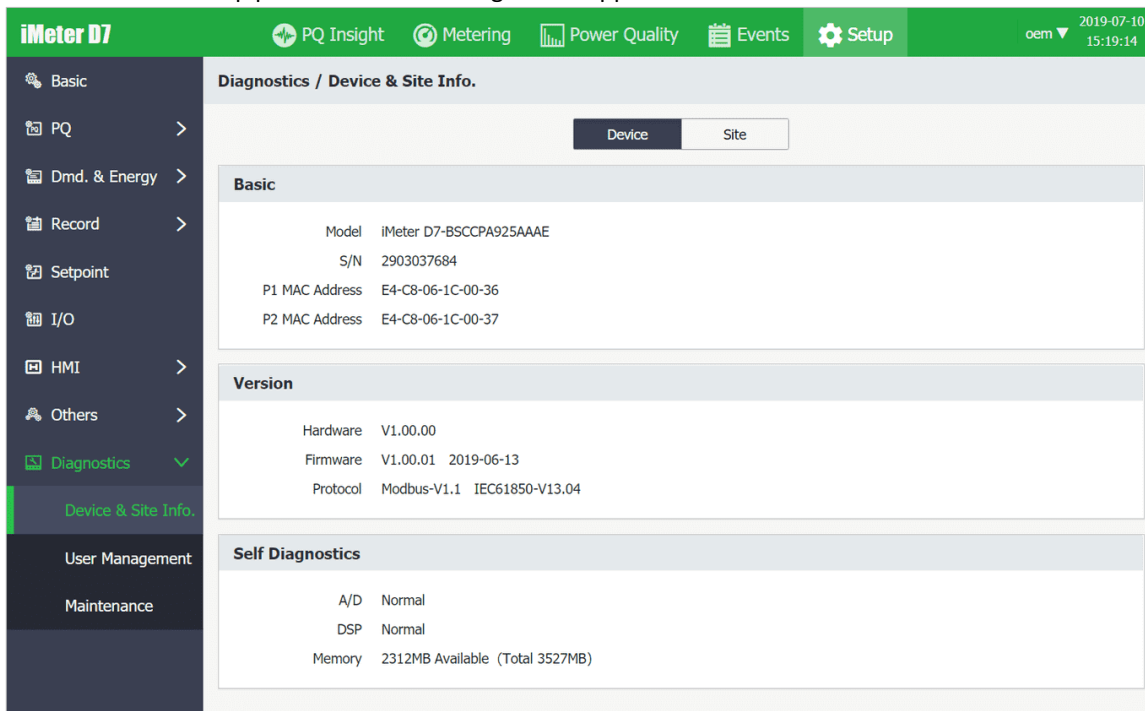 iMeter D7 PQ Insight Metering Power Quality Events Setup oem ▼ 2019-07-10
15:19:14
Basic
PQ
Dmd. & Energy
Record
Setpoint
I/O
HMI
Others
Diagnostics
Device & Site Info.
User Management
Maintenance
Diagnostics / Device & Site Info.
Device Site
Basic
Model iMeter D7-BSCCPA925AAAE
S/N 2903037684
P1 MAC Address E4-C8-06-1C-00-36
P2 MAC Address E4-C8-06-1C-00-37
Version
Hardware V1.00.00
Firmware V1.00.01 2019-06-13
Protocol Modbus-V1.1 IEC61850-V13.04
Self Diagnostics
A/D Normal
DSP Normal
Memory 2312MB Available (Total 3527MB)